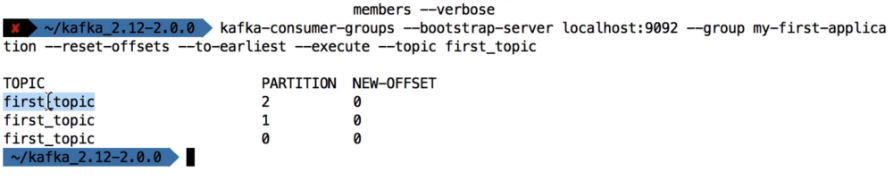 members --verbose
✘ ~/kafka_2.12-2.0.0 kafka-consumer-groups --bootstrap-server localhost:9092 --group my-first-applica
tion --reset-offsets --to-earliest --execute --topic first_topic
TOPIC PARTITION NEW-OFFSET
first_topic 2 0
first_topic 1 0
first_topic 0 0
~/kafka_2.12-2.0.0